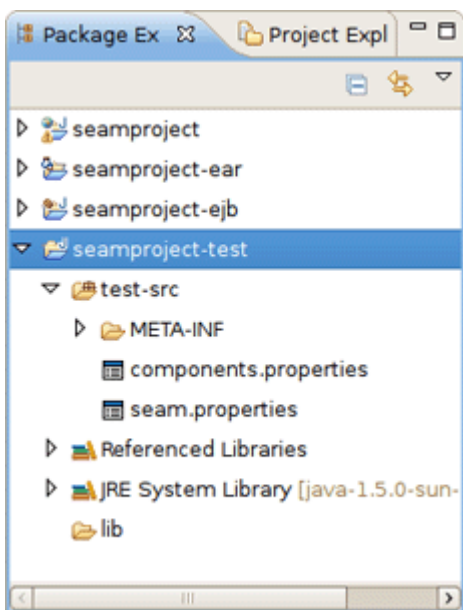 Package Ex
Project Expl
seamproject
seamproject-ear
seamproject-ejb
seamproject-test
test-src
META-INF
components.properties
seam.properties
Referenced Libraries
JRE System Library [java-1.5.0-sun-
lib